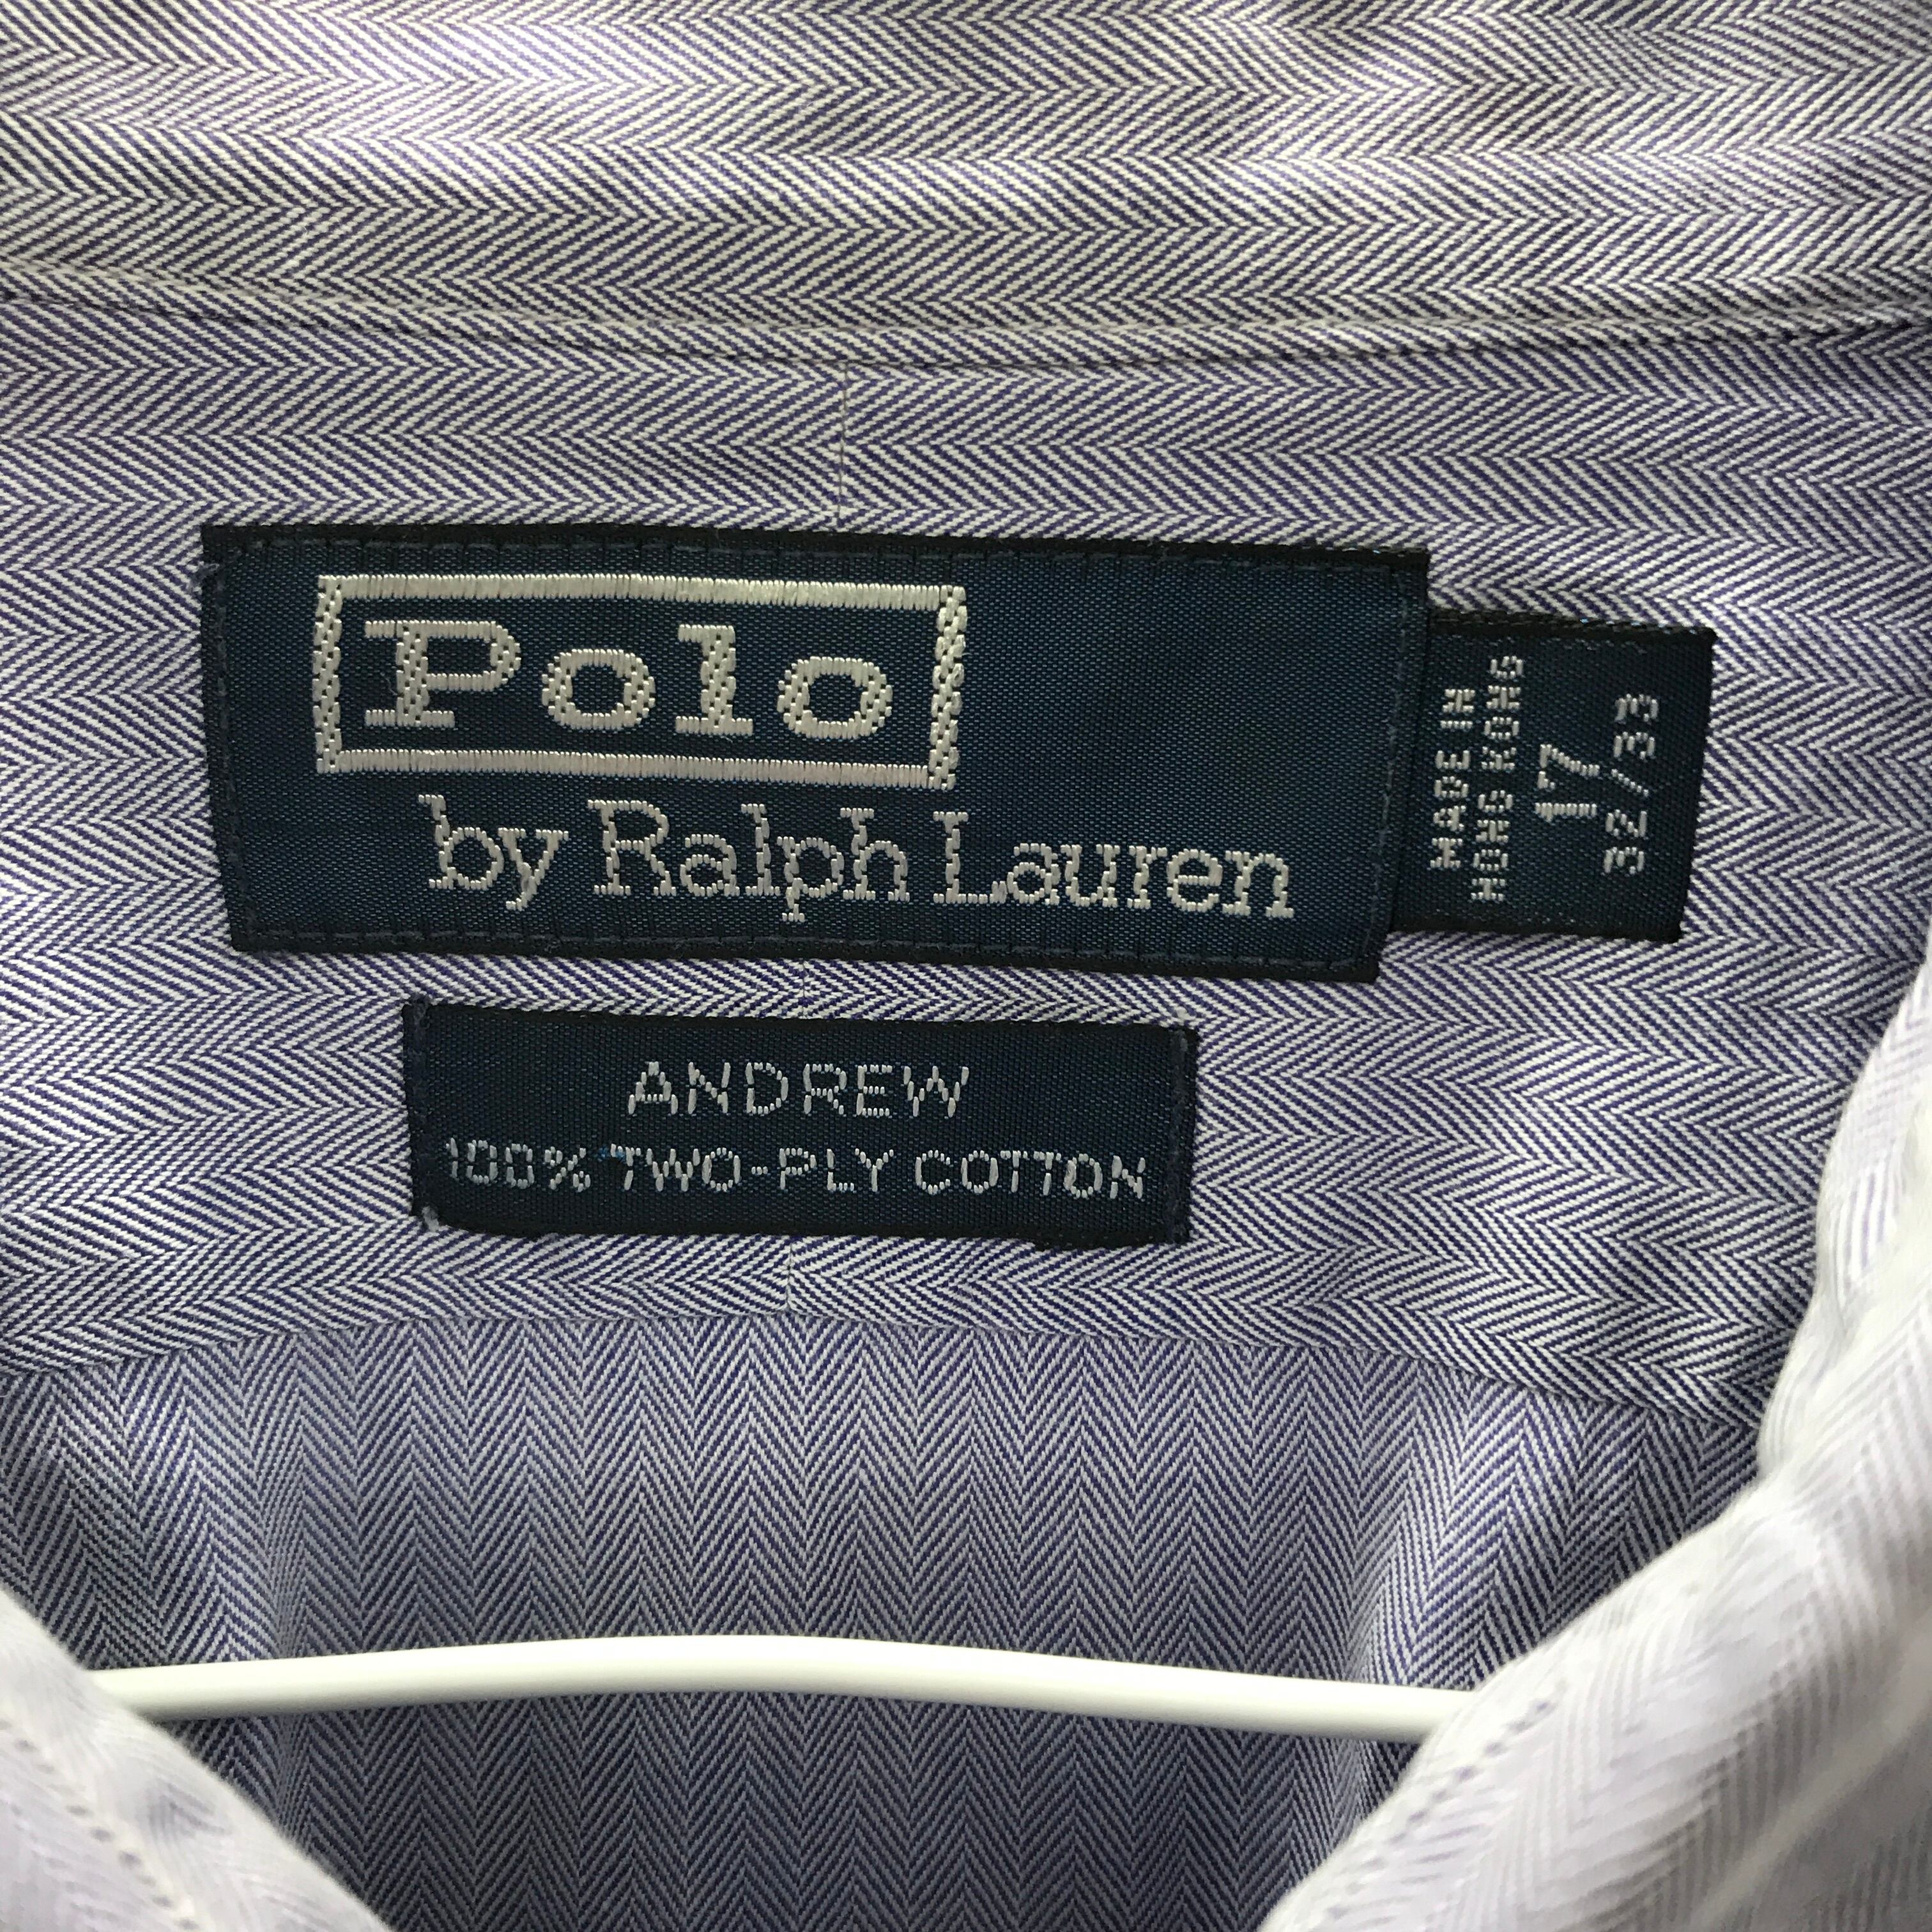 Polo
by Ralph Lauren
MADE IN
HONG KONG
17
32/33
ANDREW
100% TWO-PLY COTTON